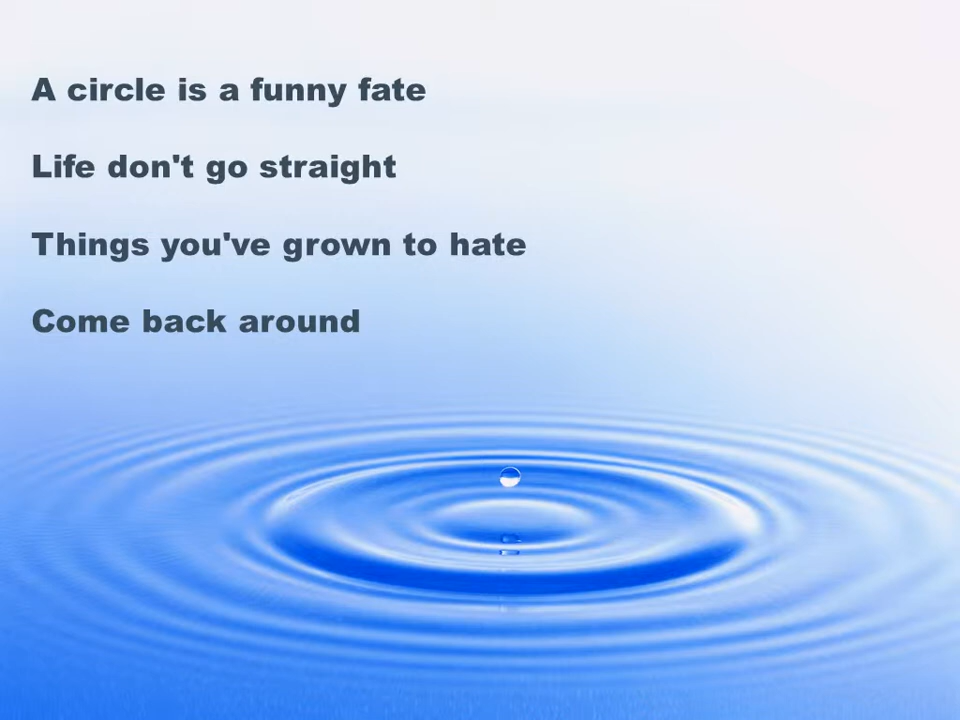 A circle is a funny fate
Life don't go straight
Things you've grown to hate
Come back around